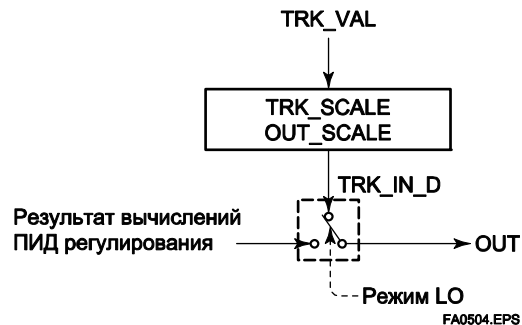 TRK_VAL
TRK_SCALE
OUT_SCALE
TRK_IN_D
Результат вычислений
ПИД регулирования
OUT
Режим LO
FA0504.EPS